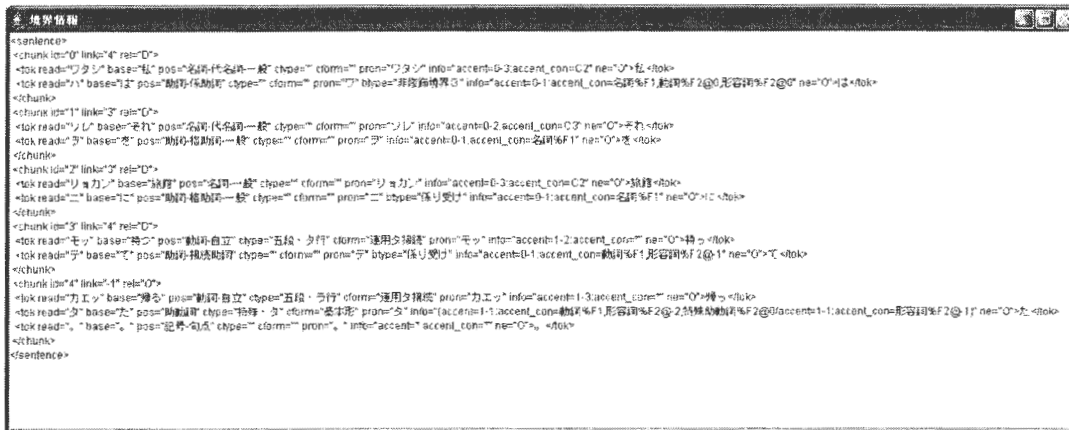 境界情報
<sentence>
<chunk id="0" link="4" rel="D">
<tok read="ワタシ" base="私" pos="名詞-代名詞-一般" ctype="" cform="" pron="ワタシ" info="accent=0-3;accent_con=C2" ne="O">私</tok>
<tok read="ハ" base="は" pos="助詞-係助詞" ctype="" cform="" pron="ワ" btype="非段落境界3" info="accent=0-1;accent_con=名詞%F1,動詞%F2@0,形容詞%F2@0" ne="O">は</tok>
</chunk>
<chunk id="1" link="3" rel="D">
<tok read="ソレ" base="それ" pos="名詞-代名詞-一般" ctype="" cform="" pron="ソレ" info="accent=0-2;accent_con=C3" ne="O">それ</tok>
<tok read="ヲ" base="を" pos="助詞-格助詞-一般" ctype="" cform="" pron="ヲ" info="accent=0-1;accent_con=名詞%F1" ne="O">を</tok>
</chunk>
<chunk id="2" link="3" rel="D">
<tok read="リョカン" base="旅館" pos="名詞-一般" ctype="" cform="" pron="リョカン" info="accent=0-3;accent_con=C2" ne="O">旅館</tok>
<tok read="ニ" base="に" pos="助詞-格助詞-一般" ctype="" cform="" pron="ニ" btype="係り受け" info="accent=0-1;accent_con=名詞%F1" ne="O">に</tok>
</chunk>
<chunk id="3" link="4" rel="D">
<tok read="モッ" base="持つ" pos="動詞-自立" ctype="五段・タ行" cform="連用タ接続" pron="モッ" info="accent=1-2;accent_con=" ne="O">持っ</tok>
<tok read="テ" base="て" pos="助詞-接続助詞" ctype="" cform="" pron="テ" btype="係り受け" info="accent=0-1;accent_con=動詞%F1,形容詞%F2@-1" ne="O">て</tok>
</chunk>
<chunk id="4" link="-1" rel="O">
<tok read="カエッ" base="帰る" pos="動詞-自立" ctype="五段・ラ行" cform="連用タ接続" pron="カエッ" info="accent=1-3;accent_con=" ne="O">帰っ</tok>
<tok read="タ" base="た" pos="助動詞" ctype="特殊・タ" cform="基本形" pron="タ" info="{accent=1-1;accent_con=動詞%F1,形容詞%F2@-2,特殊助動詞%F2@0/accent=1-1;accent_con=形容詞%F2@-1}" ne="O">た</tok>
<tok read="。" base="。" pos="記号-句点" ctype="" cform="" pron="。" info="accent=" accent_con="" ne="O">。</tok>
</chunk>
</sentence>